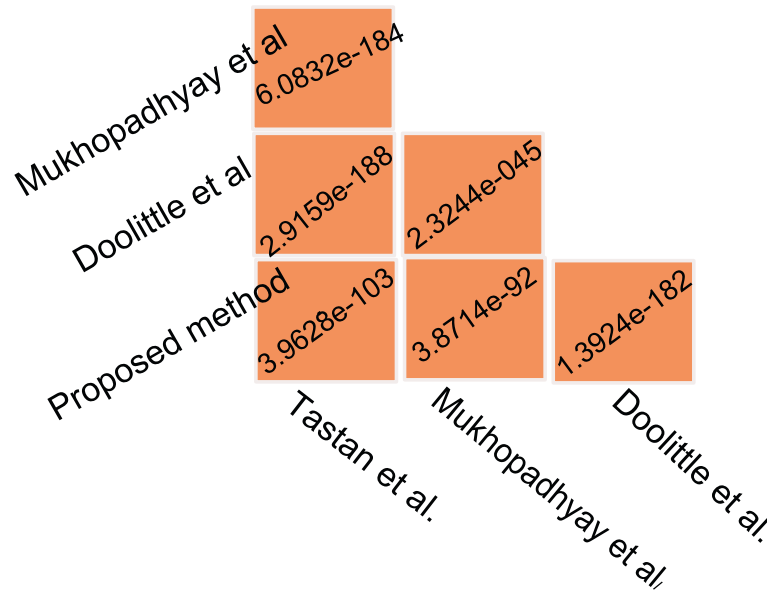 Mukhopadhyay et al
6.0832e-184
Doolittle et al
2.9159e-188
2.3244e-045
Proposed method
3.9628e-103
3.8714e-92
1.3924e-182
Tastan et al.
Mukhopadhyay et al,
Doolittle et al.